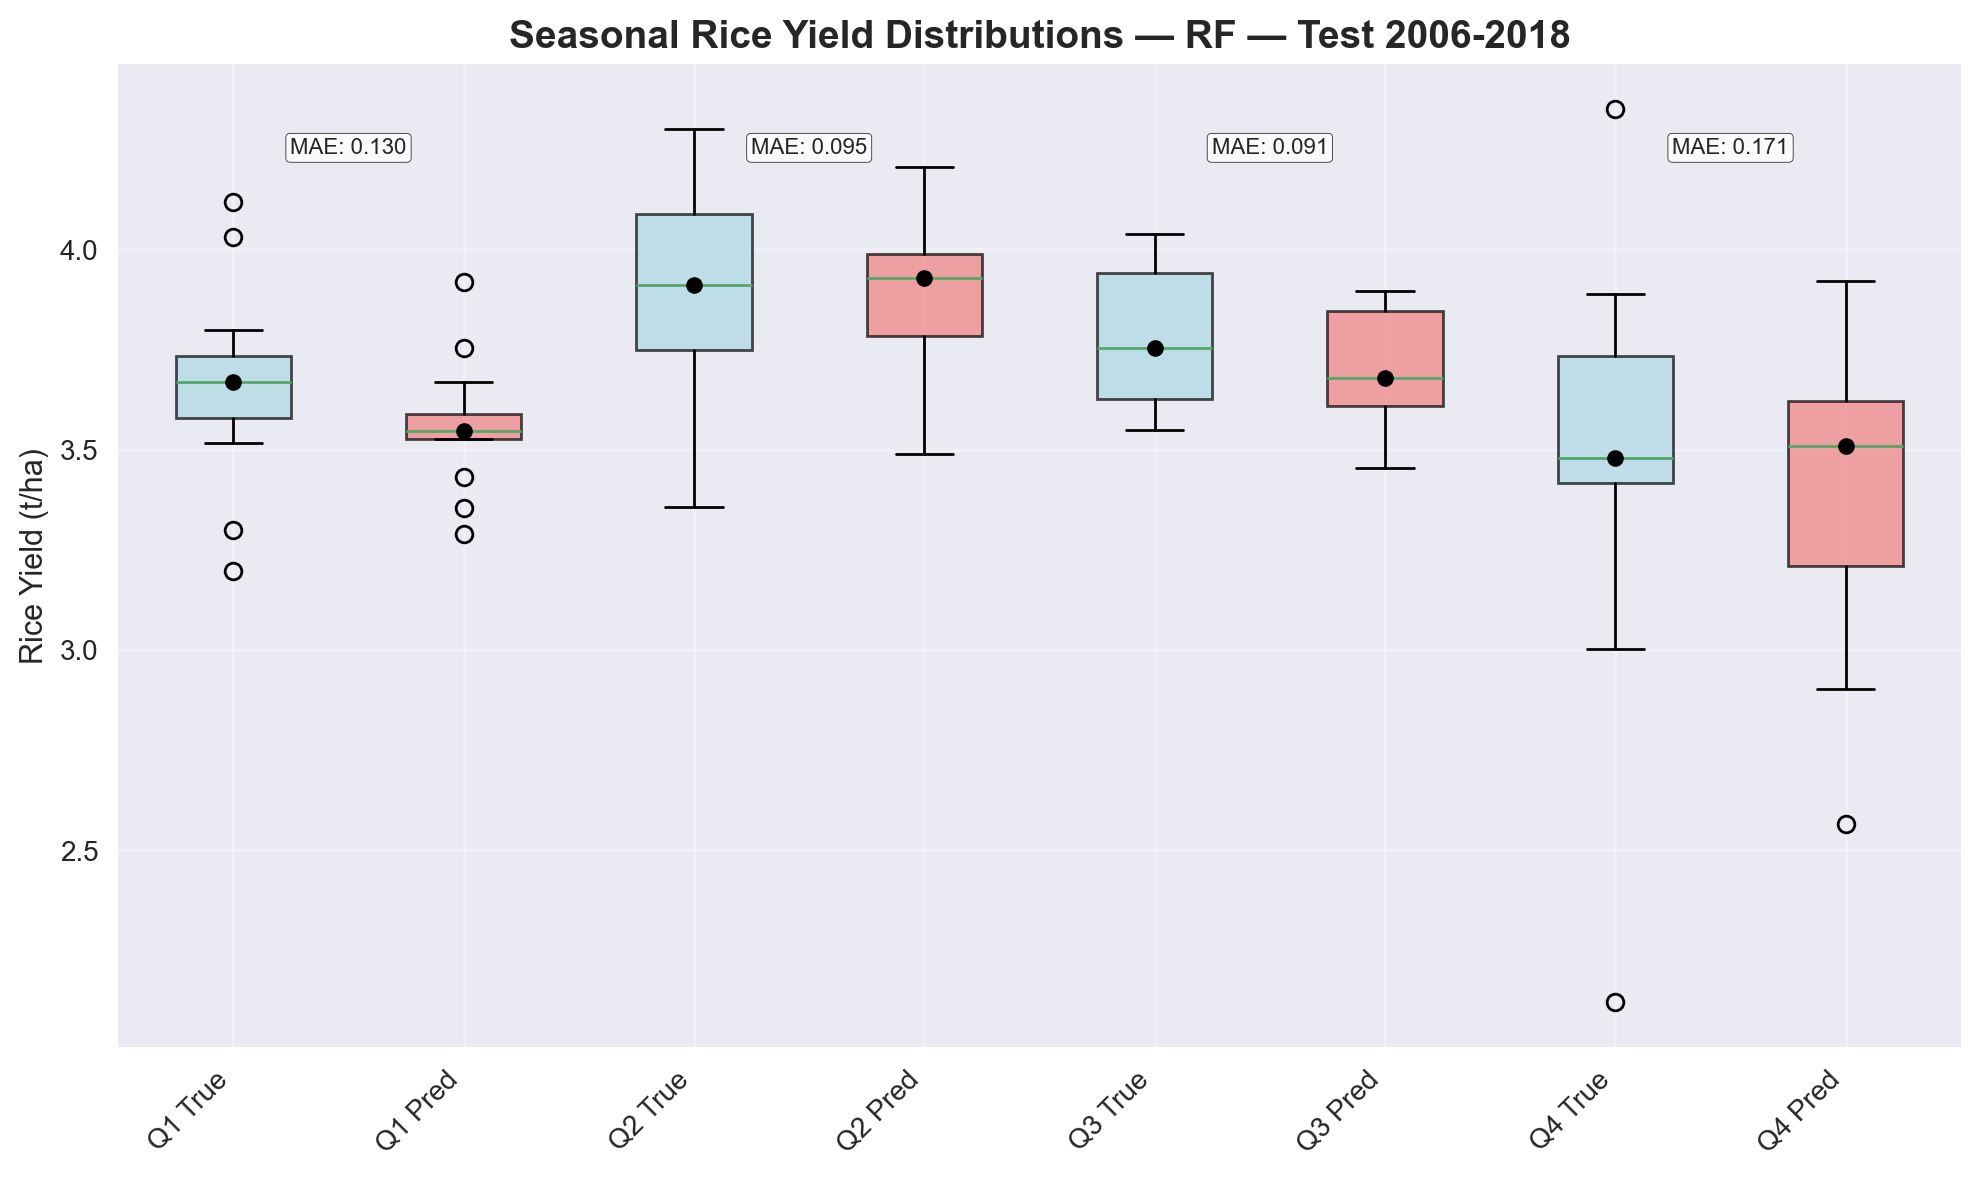 Seasonal Rice Yield Distributions — RF — Test 2006-2018
MAE: 0.130
MAE: 0.095
MAE: 0.091
MAE: 0.171
Rice Yield (t/ha)
4.0
3.5
3.0
2.5
Q1 True
Q1 Pred
Q2 True
Q2 Pred
Q3 True
Q3 Pred
Q4 True
Q4 Pred